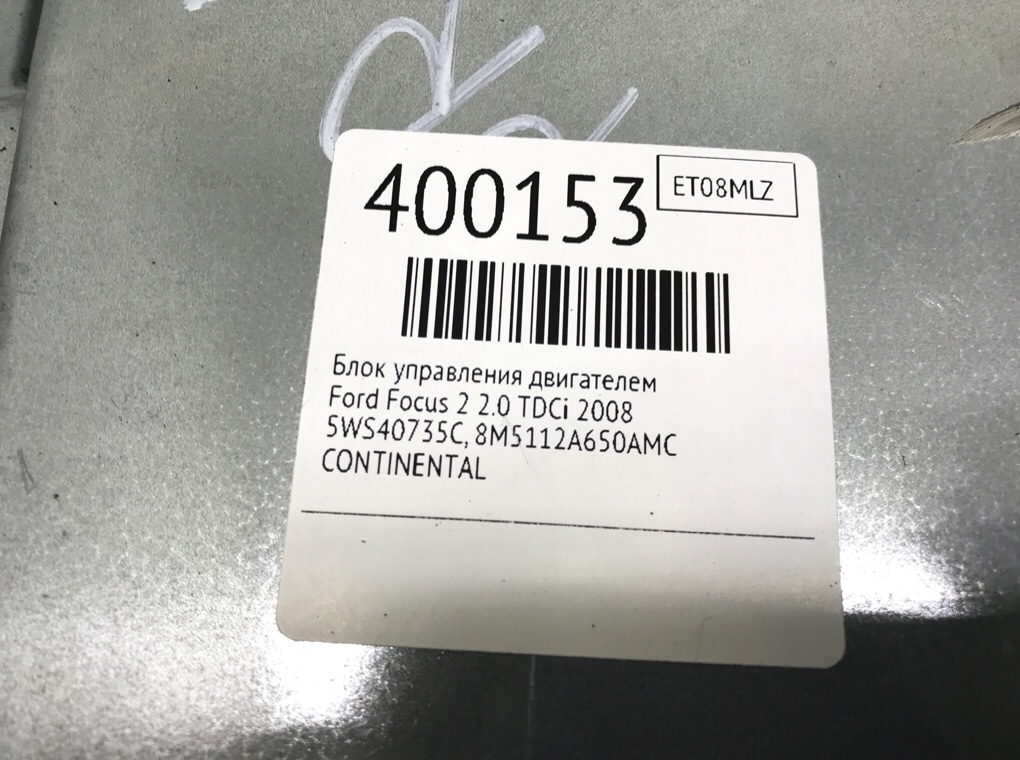 400153
ET08MLZ
Блок управления двигателем
Ford Focus 2 2.0 TDCi 2008
5WS40735C, 8M5112A650AMC
CONTINENTAL